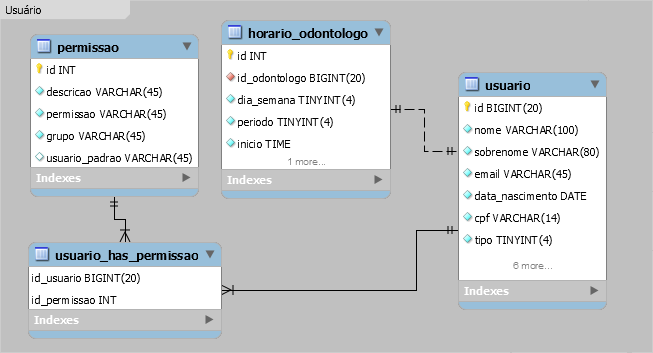 Usuário
permissao
id INT
descricao VARCHAR(45)
permissao VARCHAR(45)
grupo VARCHAR(45)
usuario_padrao VARCHAR(45)
Indexes
horario_odontologo
id INT
id_odontologo BIGINT(20)
dia_semana TINYINT(4)
periodo TINYINT(4)
inicio TIME
1 more...
Indexes
usuario
id BIGINT(20)
nome VARCHAR(100)
sobrenome VARCHAR(80)
email VARCHAR(45)
data_nascimento DATE
cpf VARCHAR(14)
tipo TINYINT(4)
6 more...
Indexes
usuario_has_permissao
id_usuario BIGINT(20)
id_permissao INT
Indexes